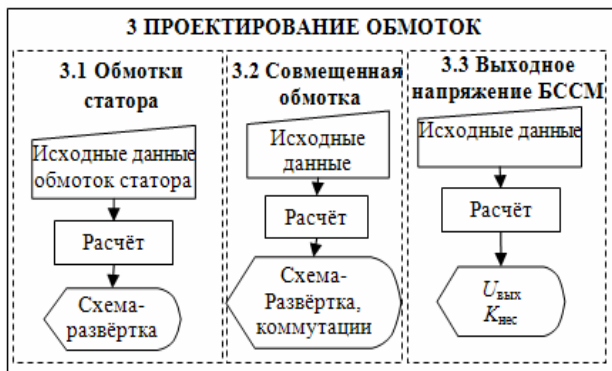 3 ПРОЕКТИРОВАНИЕ ОБМОТОК
3.1 Обмотки
статора
Исходные данные
обмоток статора
Расчёт
Схема-
развёртка
3.2 Совмещенная
обмотка
Исходные
данные
Расчёт
Схема-
Развёртка,
коммутации
3.3 Выходное
напряжение БССМ
Исходные данные
Расчёт
Uвых
Kнес